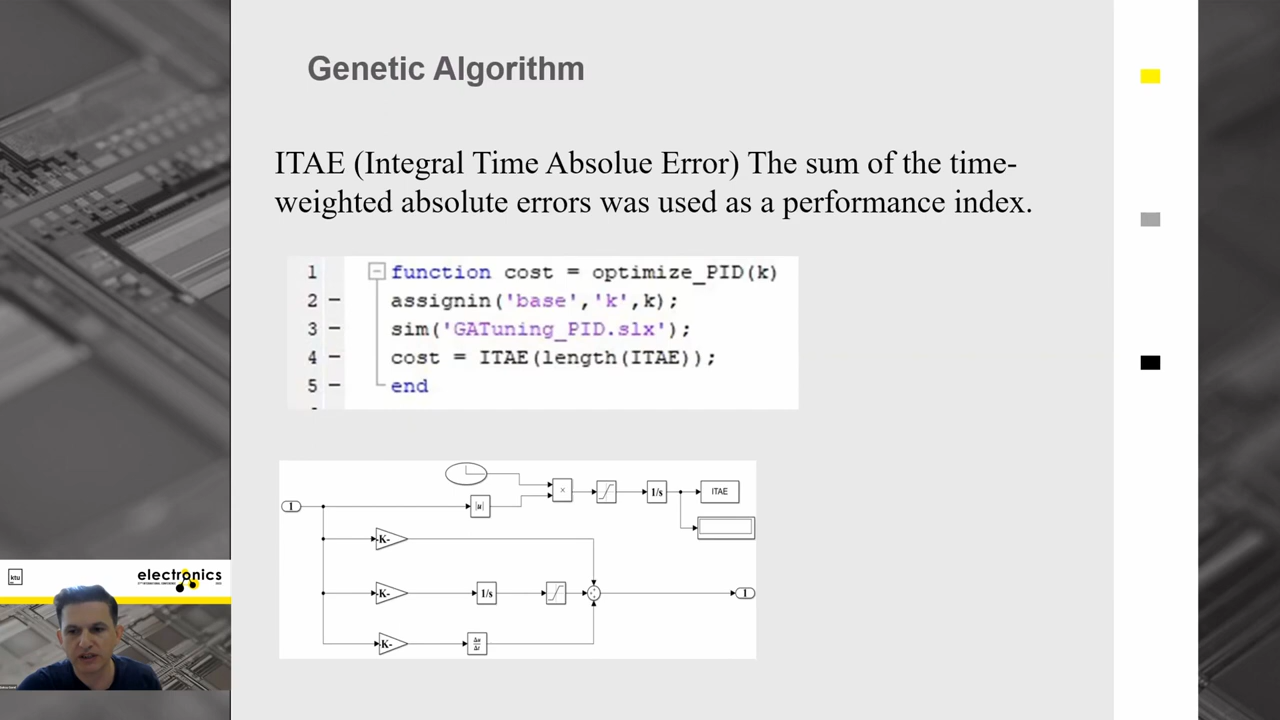 Genetic Algorithm
ITAE (Integral Time Absolue Error) The sum of the time-
weighted absolute errors was used as a performance index.
1 function cost = optimize_PID(k)
2 – assignin('base','k',k);
3 – sim('GATuning_PID.slx');
4 – cost = ITAE(length(ITAE));
5 – end
1
|u|
×
1/s
ITAE
-K-
-K-
1/s
1
-K-
Δu
Δt
ktu
electronics